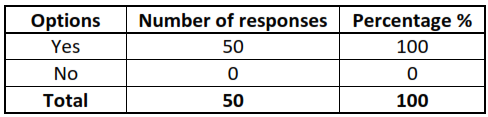 Options Number of responses Percentage %
Yes 50 100
No 0 0
Total 50 100